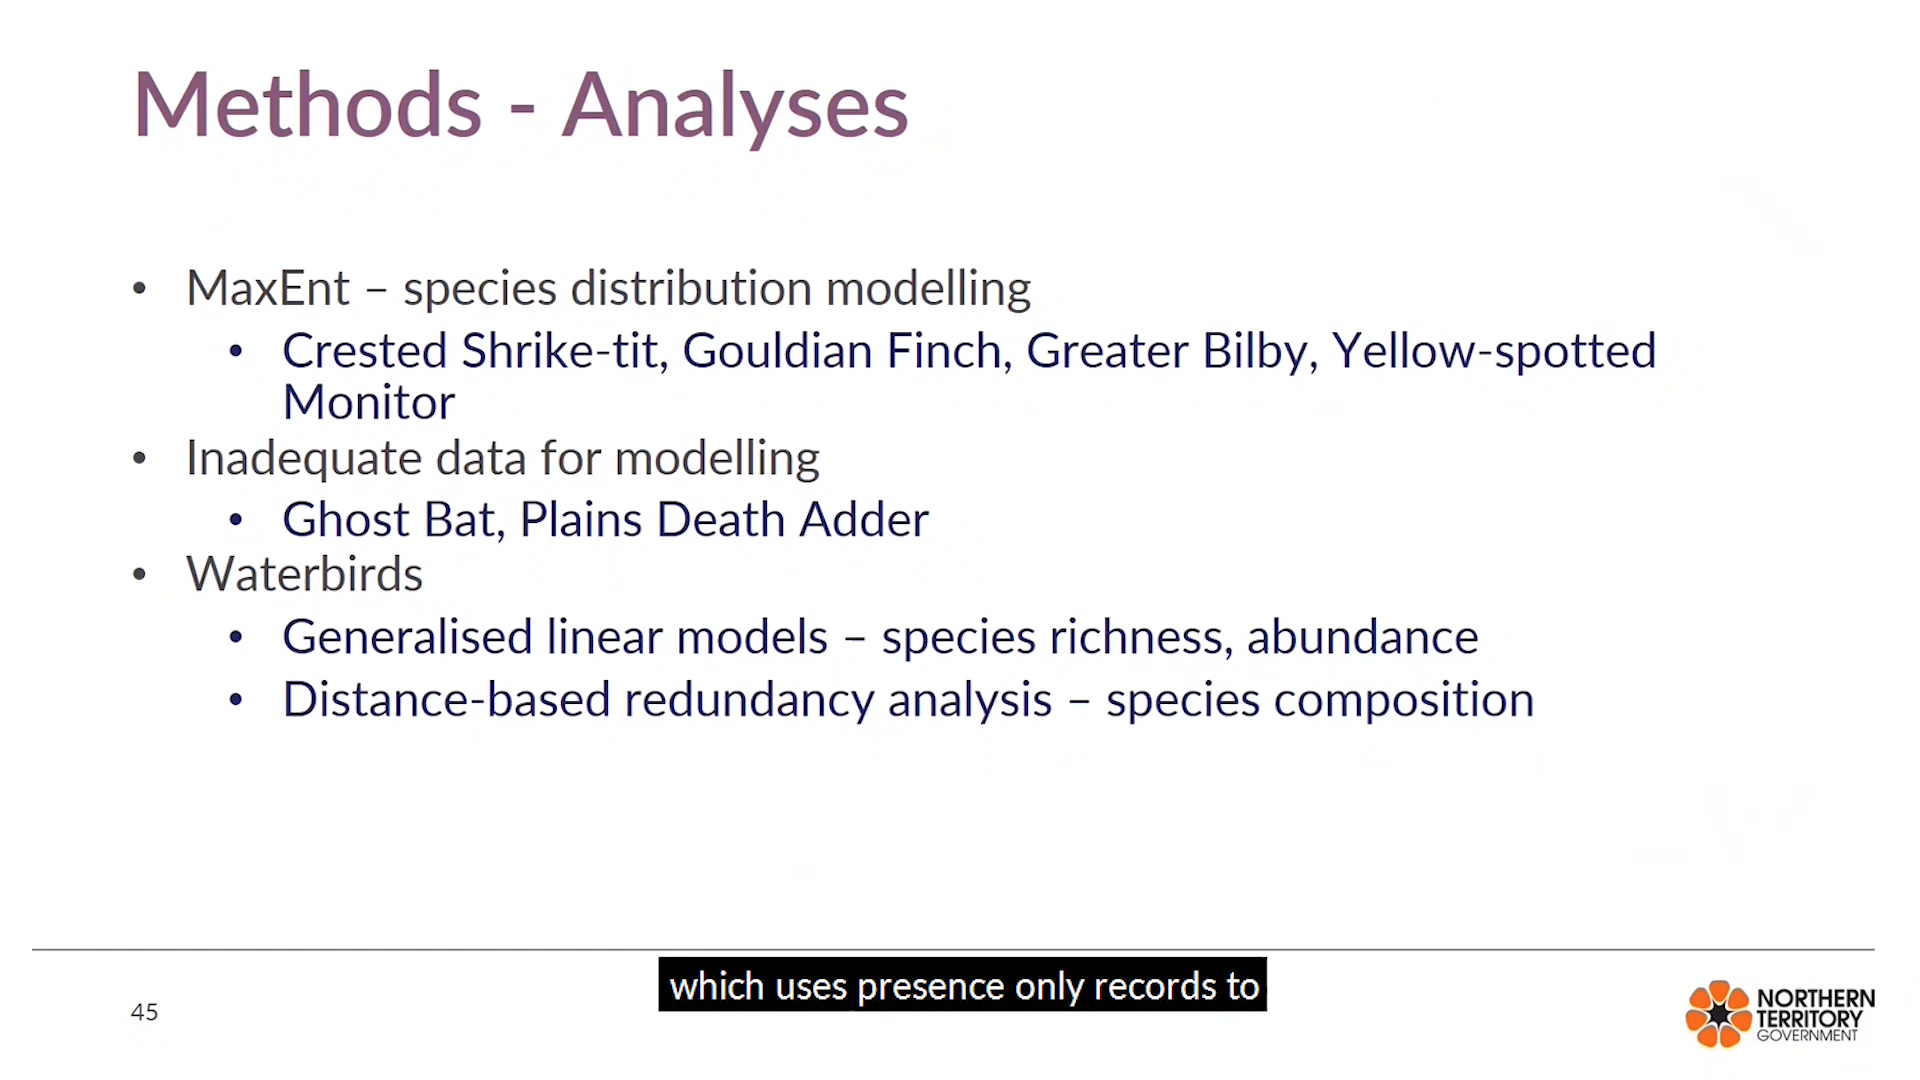 Methods - Analyses
• MaxEnt – species distribution modelling
• Crested Shrike-tit, Gouldian Finch, Greater Bilby, Yellow-spotted
Monitor
• Inadequate data for modelling
• Ghost Bat, Plains Death Adder
• Waterbirds
• Generalised linear models – species richness, abundance
• Distance-based redundancy analysis – species composition
which uses presence only records to
45
NORTHERN
TERRITORY
GOVERNMENT